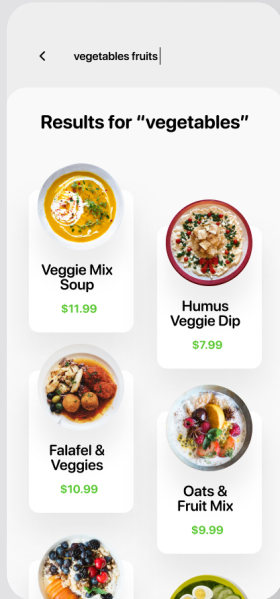 vegetables fruits
Results for “vegetables”
Veggie Mix
Soup
$11.99
Humus
Veggie Dip
$7.99
Falafel &
Veggies
$10.99
Oats &
Fruit Mix
$9.99